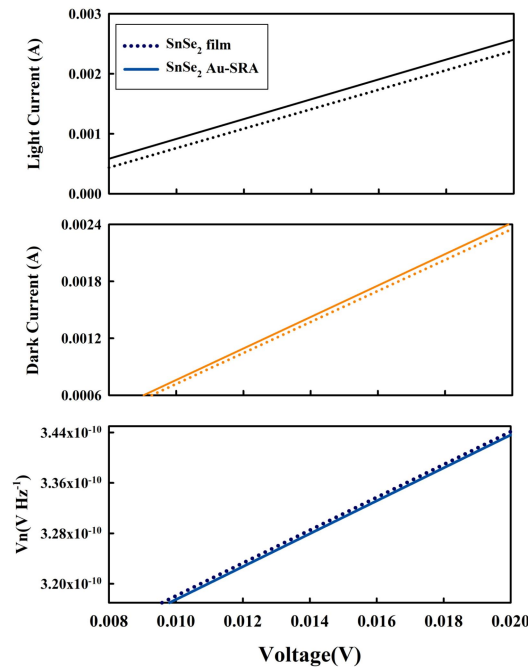 0.003
0.002
0.001
0.000
Light Current (A)
SnSe₂ film
SnSe₂ Au-SRA
0.0024
0.0018
0.0012
0.0006
Dark Current (A)
3.44x10⁻¹⁰
3.36x10⁻¹⁰
3.28x10⁻¹⁰
3.20x10⁻¹⁰
Vn(V Hz⁻¹)
0.008 0.010 0.012 0.014 0.016 0.018 0.020
Voltage(V)